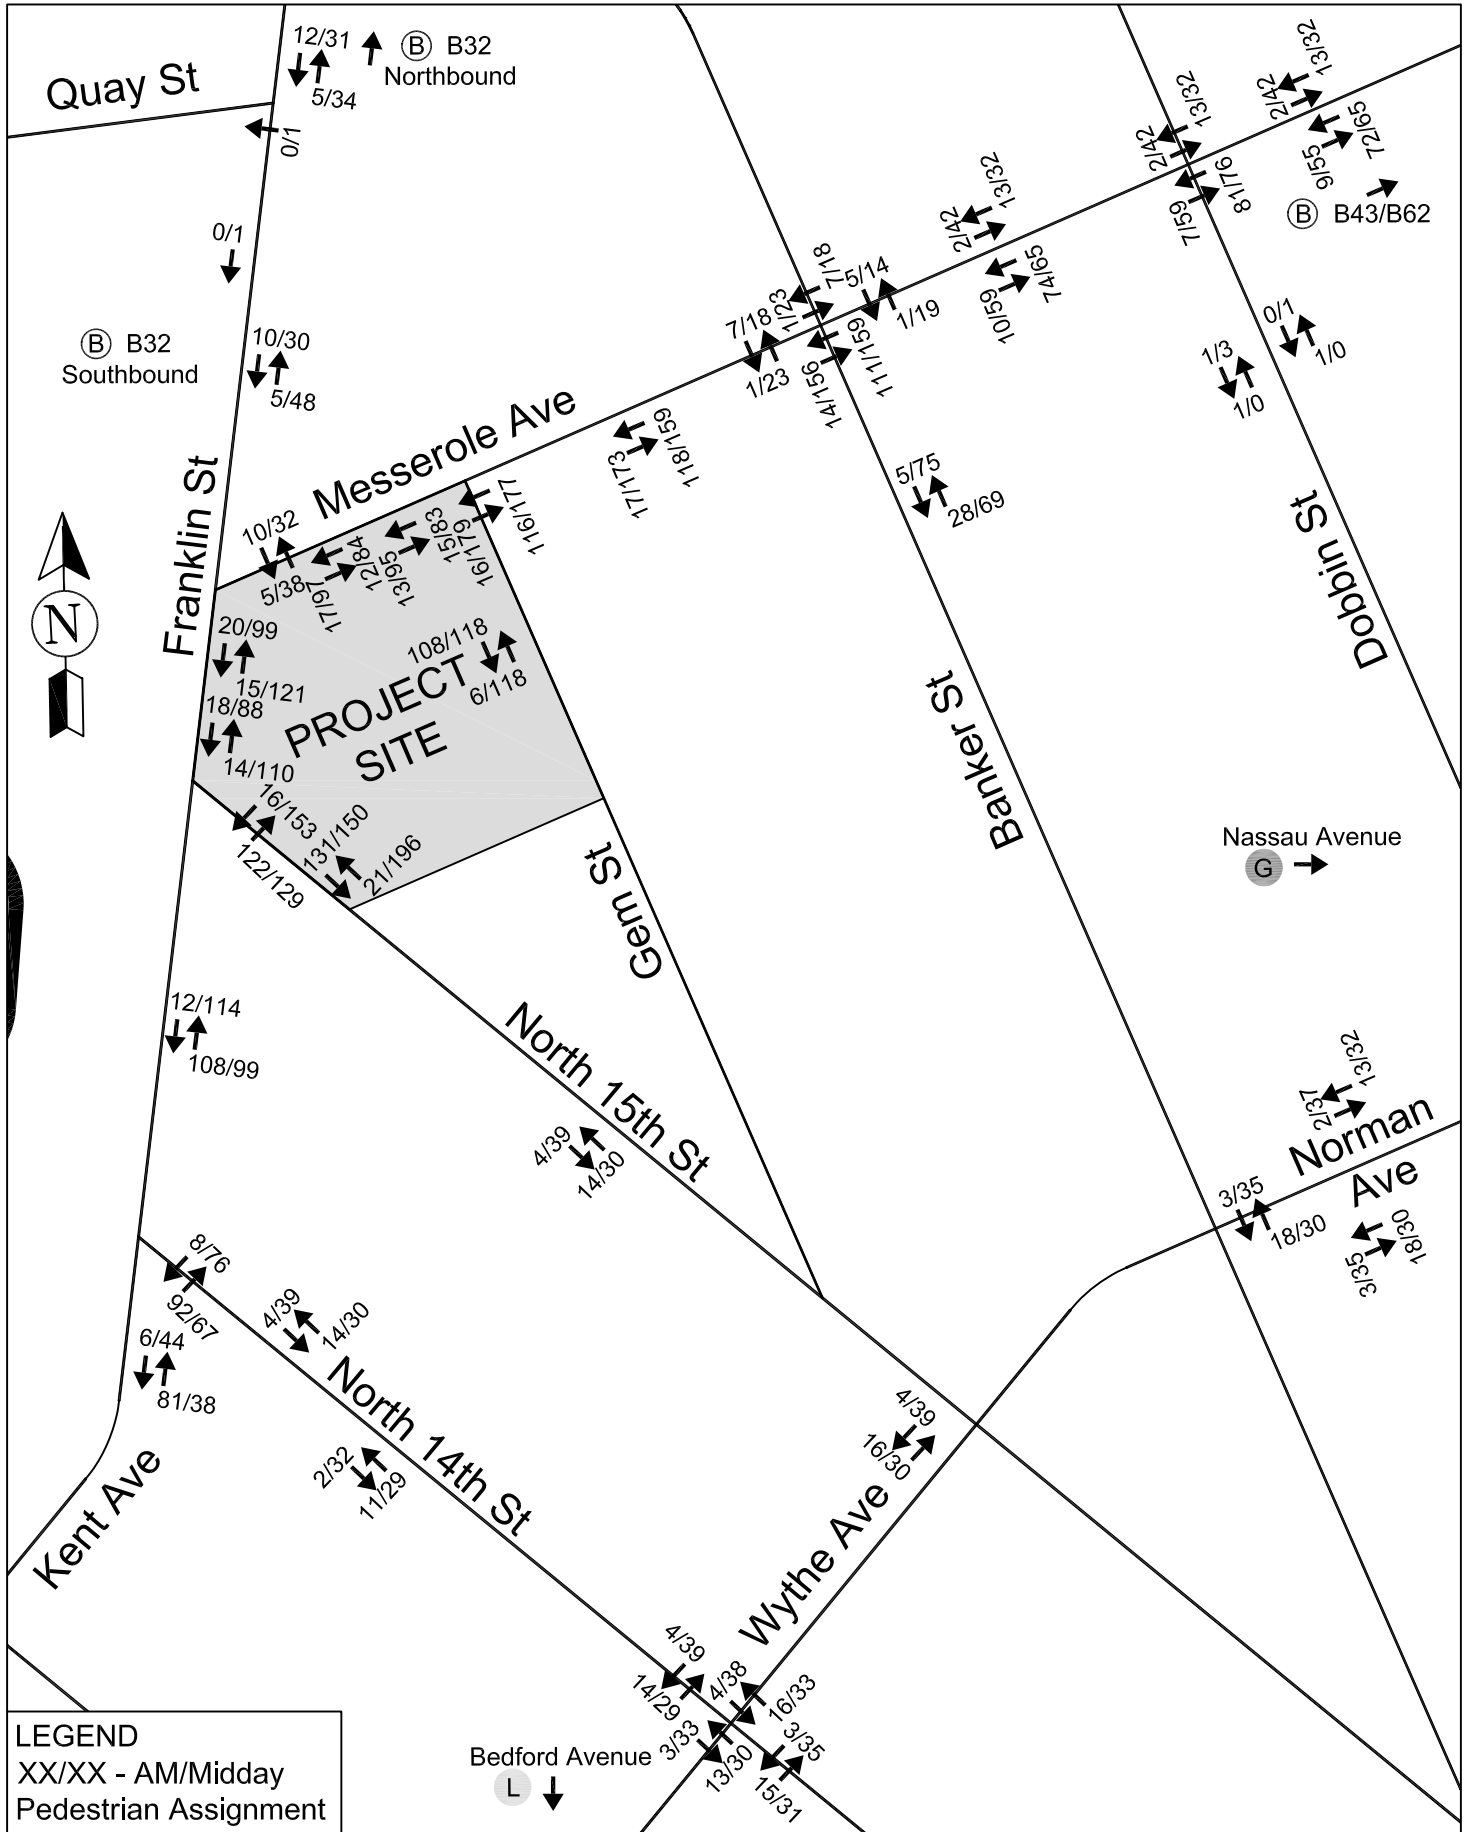 12/31
B B32
Northbound
5/34
Quay St
0/1
0/1
B B32
Southbound
10/30
5/48
Franklin St
Messerole Ave
13/32
2/42
72/65
9/55
B B43/B62
13/32
2/42
81/76
7/59
13/32
2/42
74/65
10/59
7/18
1/23
5/14
1/19
7/18
1/23
111/159
14/156
0/1
1/0
1/3
1/0
118/159
17/173
116/177
16/179
15/83
13/95
12/84
17/97
10/32
5/38
5/75
28/69
Dobbin St
N
20/99
15/121
18/88
14/110
108/118
6/118
PROJECT
SITE
16/153
122/129
131/150
21/196
Banker St
Gem St
Nassau Avenue
G
12/114
108/99
North 15th St
4/39
14/30
13/32
2/37
Norman
Ave
3/35
18/30
18/30
3/35
8/76
92/67
4/39
14/30
6/44
81/38
North 14th St
2/32
11/29
Kent Ave
4/39
16/30
Wythe Ave
4/39
14/29
4/38
16/33
3/33
13/30
3/35
15/31
Bedford Avenue
L
LEGEND
XX/XX - AM/Midday
Pedestrian Assignment